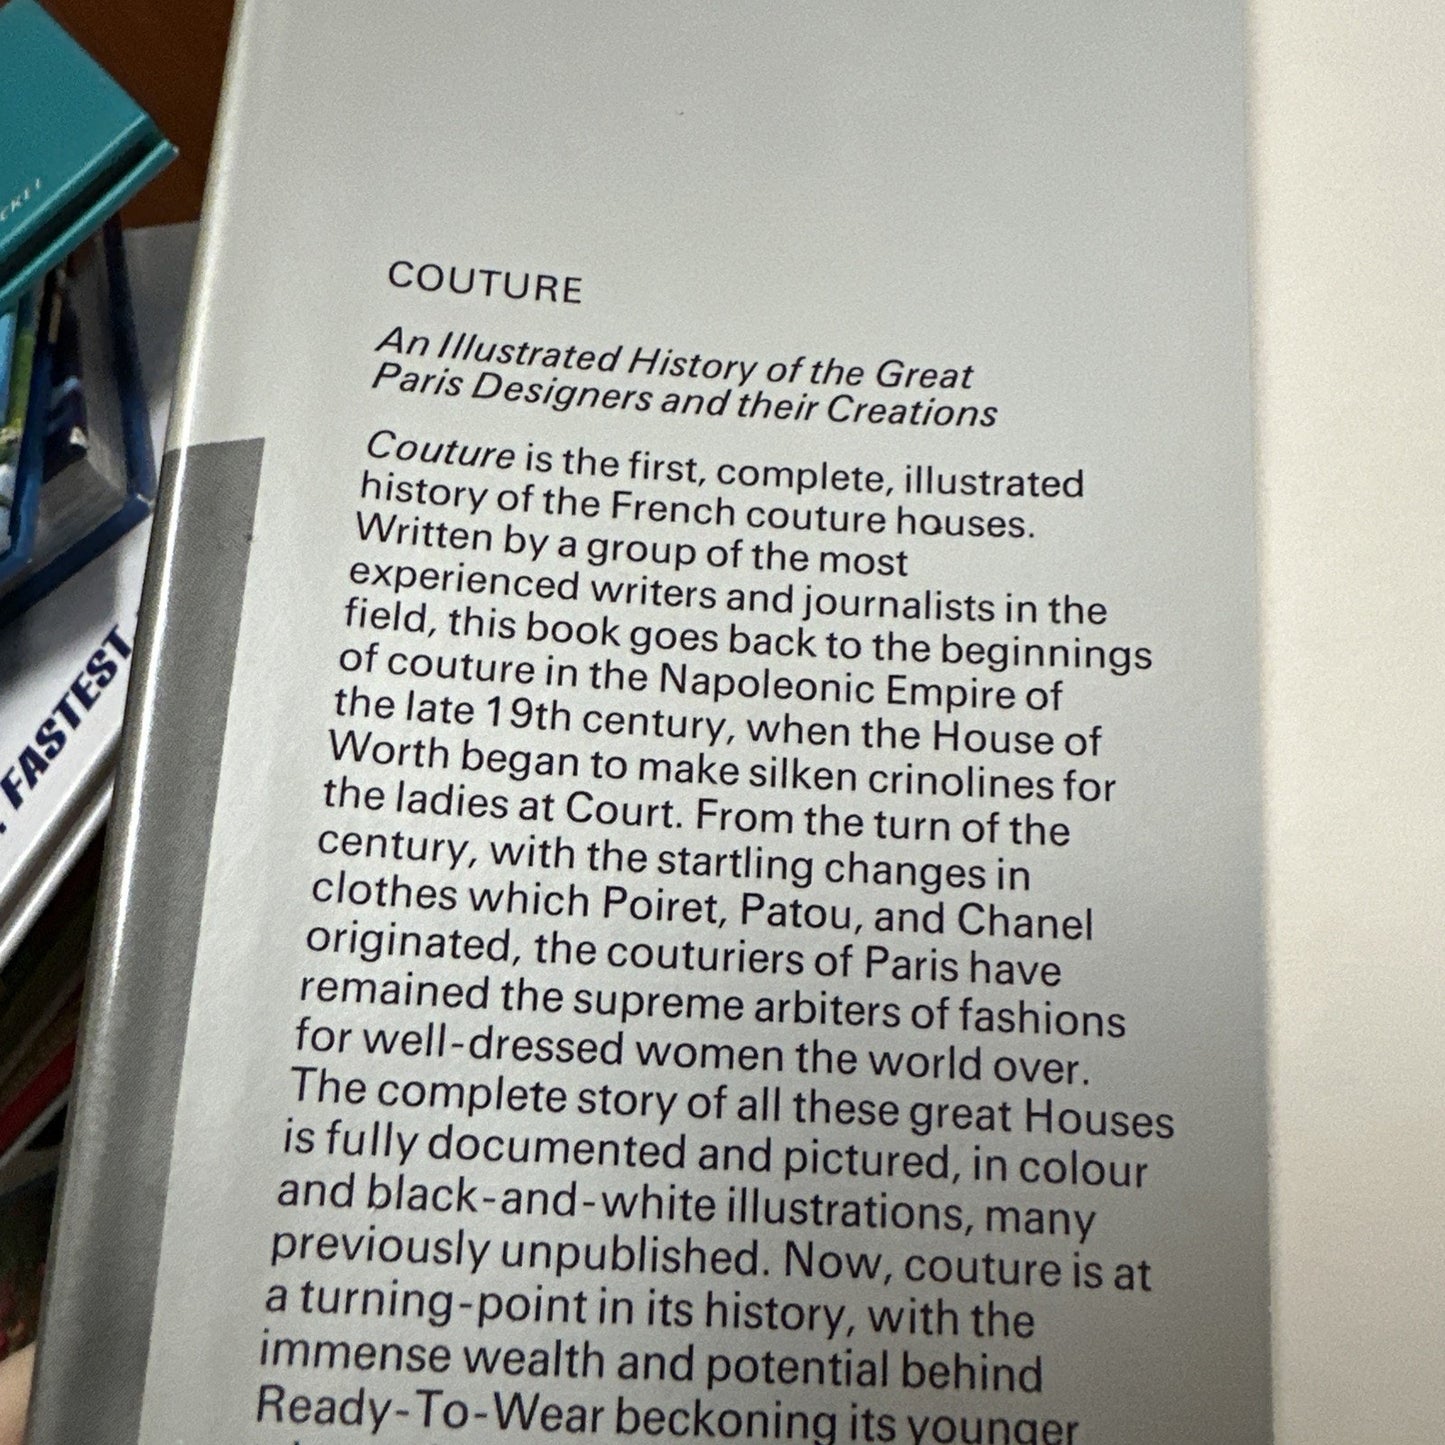 COUTURE
An Illustrated History of the Great
Paris Designers and their Creations
Couture is the first, complete, illustrated
history of the French couture houses.
Written by a group of the most
experienced writers and journalists in the
field, this book goes back to the beginnings
of couture in the Napoleonic Empire of
the late 19th century, when the House of
Worth began to make silken crinolines for
the ladies at Court. From the turn of the
century, with the startling changes in
clothes which Poiret, Patou, and Chanel
originated, the couturiers of Paris have
remained the supreme arbiters of fashions
for well-dressed women the world over.
The complete story of all these great Houses
is fully documented and pictured, in colour
and black-and-white illustrations, many
previously unpublished. Now, couture is at
a turning-point in its history, with the
immense wealth and potential behind
Ready-To-Wear beckoning its younger
FASTEST